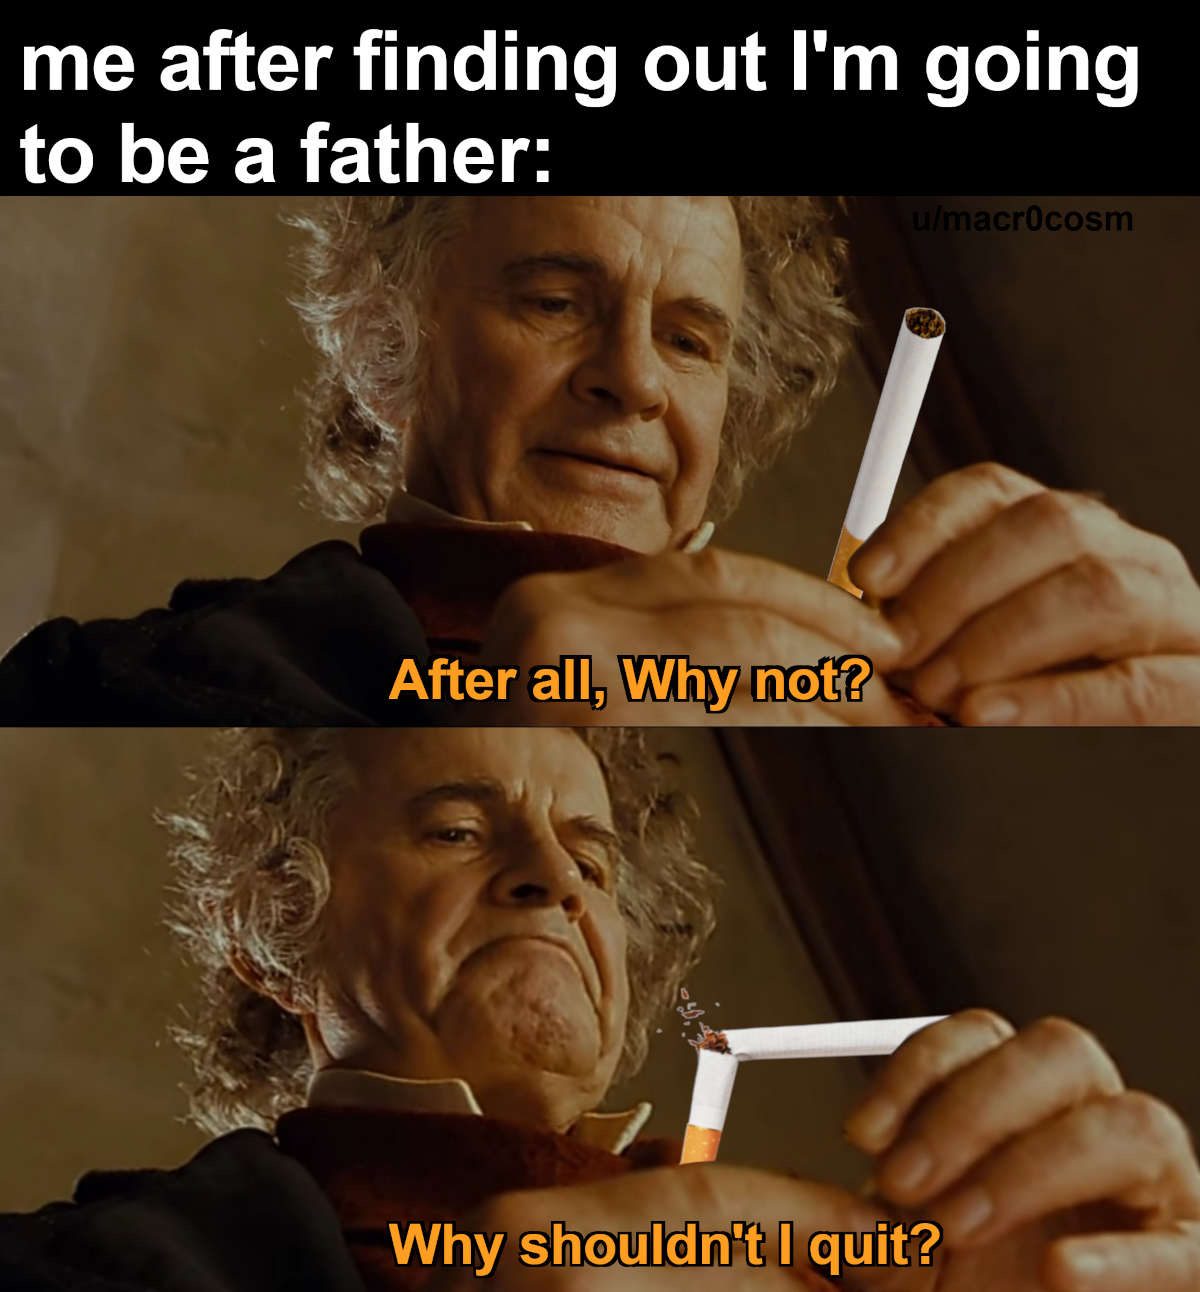 me after finding out I'm going
to be a father:
u/macr0cosm
After all, Why not?
Why shouldn't I quit?